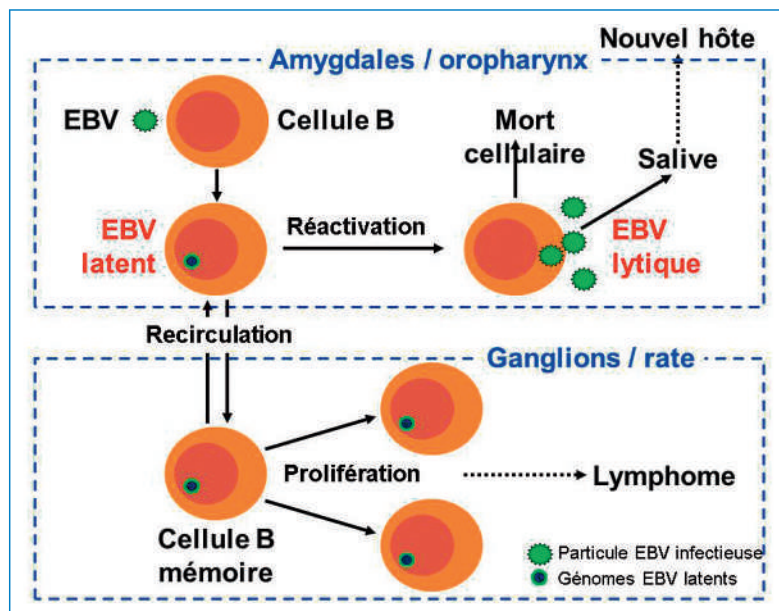 Nouvel hôte
Amygdales / oropharynx
EBV
Cellule B
Mort
cellulaire
Salive
EBV
latent
Réactivation
EBV
lytique
Recirculation
Ganglions / rate
Prolifération
Lymphome
Cellule B
mémoire
Particule EBV infectieuse
Génomes EBV latents